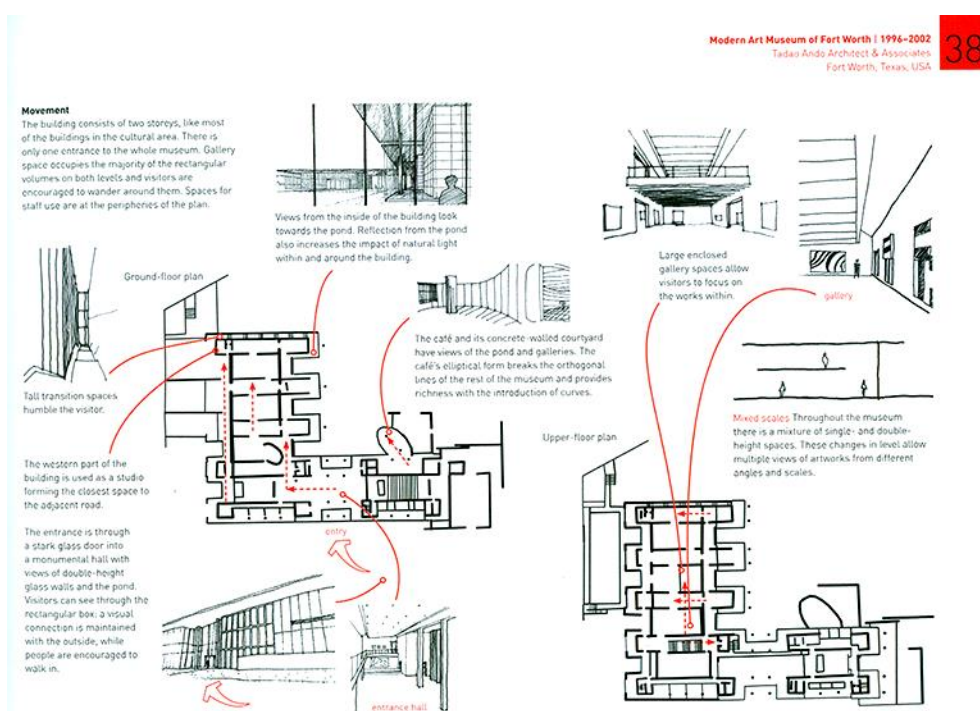 Modern Art Museum of Fort Worth | 1996–2002
Tadao Ando Architect & Associates
Fort Worth, Texas, USA
38
Movement
The building consists of two storeys, like most
of the buildings in the cultural area. There is
only one entrance to the whole museum. Gallery
space occupies the majority of the rectangular
volumes on both levels and visitors are
encouraged to wander around them. Spaces for
staff use are at the peripheries of the plan.
Views from the inside of the building look
towards the pond. Reflection from the pond
also increases the impact of natural light
within and around the building.
Large enclosed
gallery spaces allow
visitors to focus on
the works within.
gallery
Ground-floor plan
The café and its concrete-walled courtyard
have views of the pond and galleries. The
café's elliptical form breaks the orthogonal
lines of the rest of the museum and provides
richness with the introduction of curves.
Tall transition spaces
humble the visitor.
Mixed scales Throughout the museum
there is a mixture of single- and double-
height spaces. These changes in level allow
multiple views of artworks from different
angles and scales.
Upper-floor plan
The western part of the
building is used as a studio
forming the closest space to
the adjacent road.
The entrance is through
a stark glass door into
a monumental hall with
views of double-height
glass walls and the pond.
Visitors can see through the
rectangular box: a visual
connection is maintained
with the outside, while
people are encouraged to
walk in.
entry
entrance hall